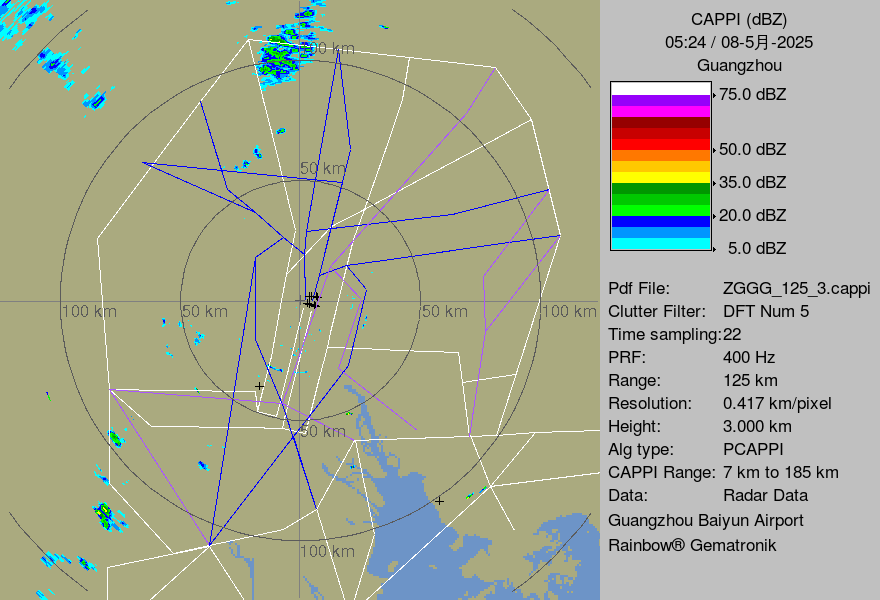 CAPPI (dBZ)
05:24 / 08-5月-2025
Guangzhou
75.0 dBZ
50.0 dBZ
35.0 dBZ
20.0 dBZ
5.0 dBZ
Pdf File: ZGGG_125_3.cappi
Clutter Filter: DFT Num 5
Time sampling:22
PRF: 400 Hz
Range: 125 km
Resolution: 0.417 km/pixel
Height: 3.000 km
Alg type: PCAPPI
CAPPI Range: 7 km to 185 km
Data: Radar Data
Guangzhou Baiyun Airport
Rainbow® Gematronik
100 km
50 km
100 km
50 km
50 km
100 km
50 km
100 km